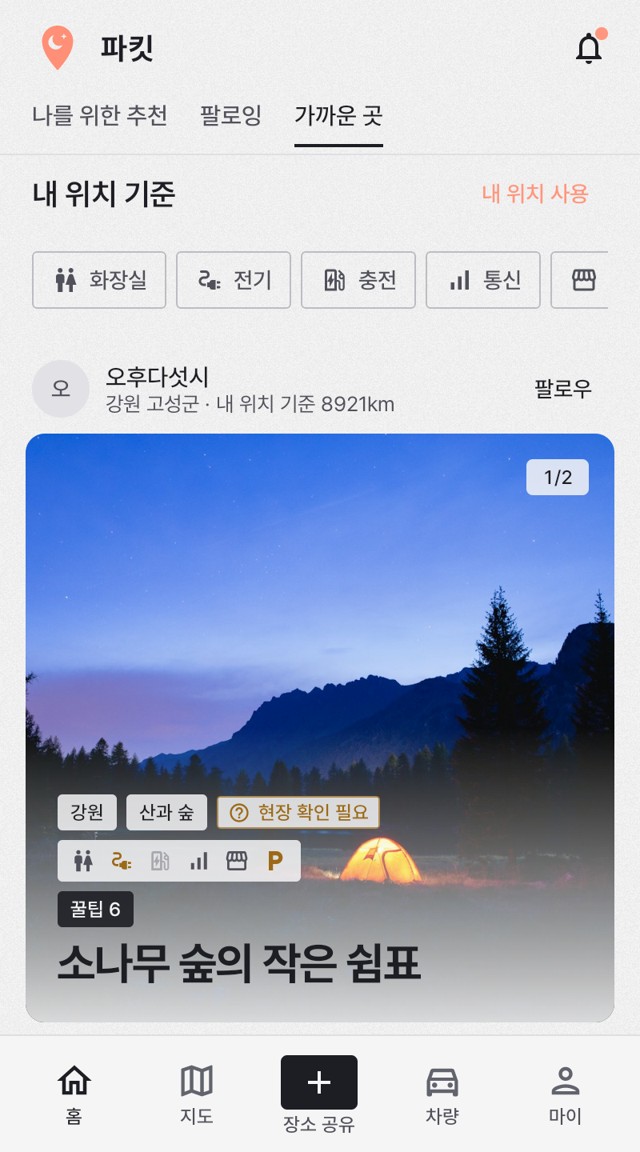 파킷
나를 위한 추천 팔로잉 가까운 곳
내 위치 기준 내 위치 사용
화장실 전기 충전 통신
오 오후다섯시 팔로우
강원 고성군 · 내 위치 기준 8921km
1/2
강원 산과 숲 현장 확인 필요
P
꿀팁 6
소나무 숲의 작은 쉼표
홈 지도 장소 공유 차량 마이